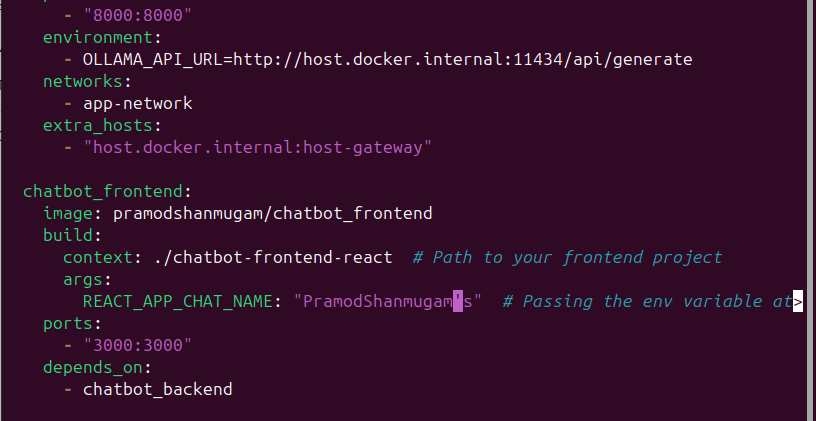 - "8000:8000"
environment:
- OLLAMA_API_URL=http://host.docker.internal:11434/api/generate
networks:
- app-network
extra_hosts:
- "host.docker.internal:host-gateway"
chatbot_frontend:
image: pramodshanmugam/chatbot_frontend
build:
context: ./chatbot-frontend-react  # Path to your frontend project
args:
REACT_APP_CHAT_NAME: "PramodShanmugam's"  # Passing the env variable at>
ports:
- "3000:3000"
depends_on:
- chatbot_backend